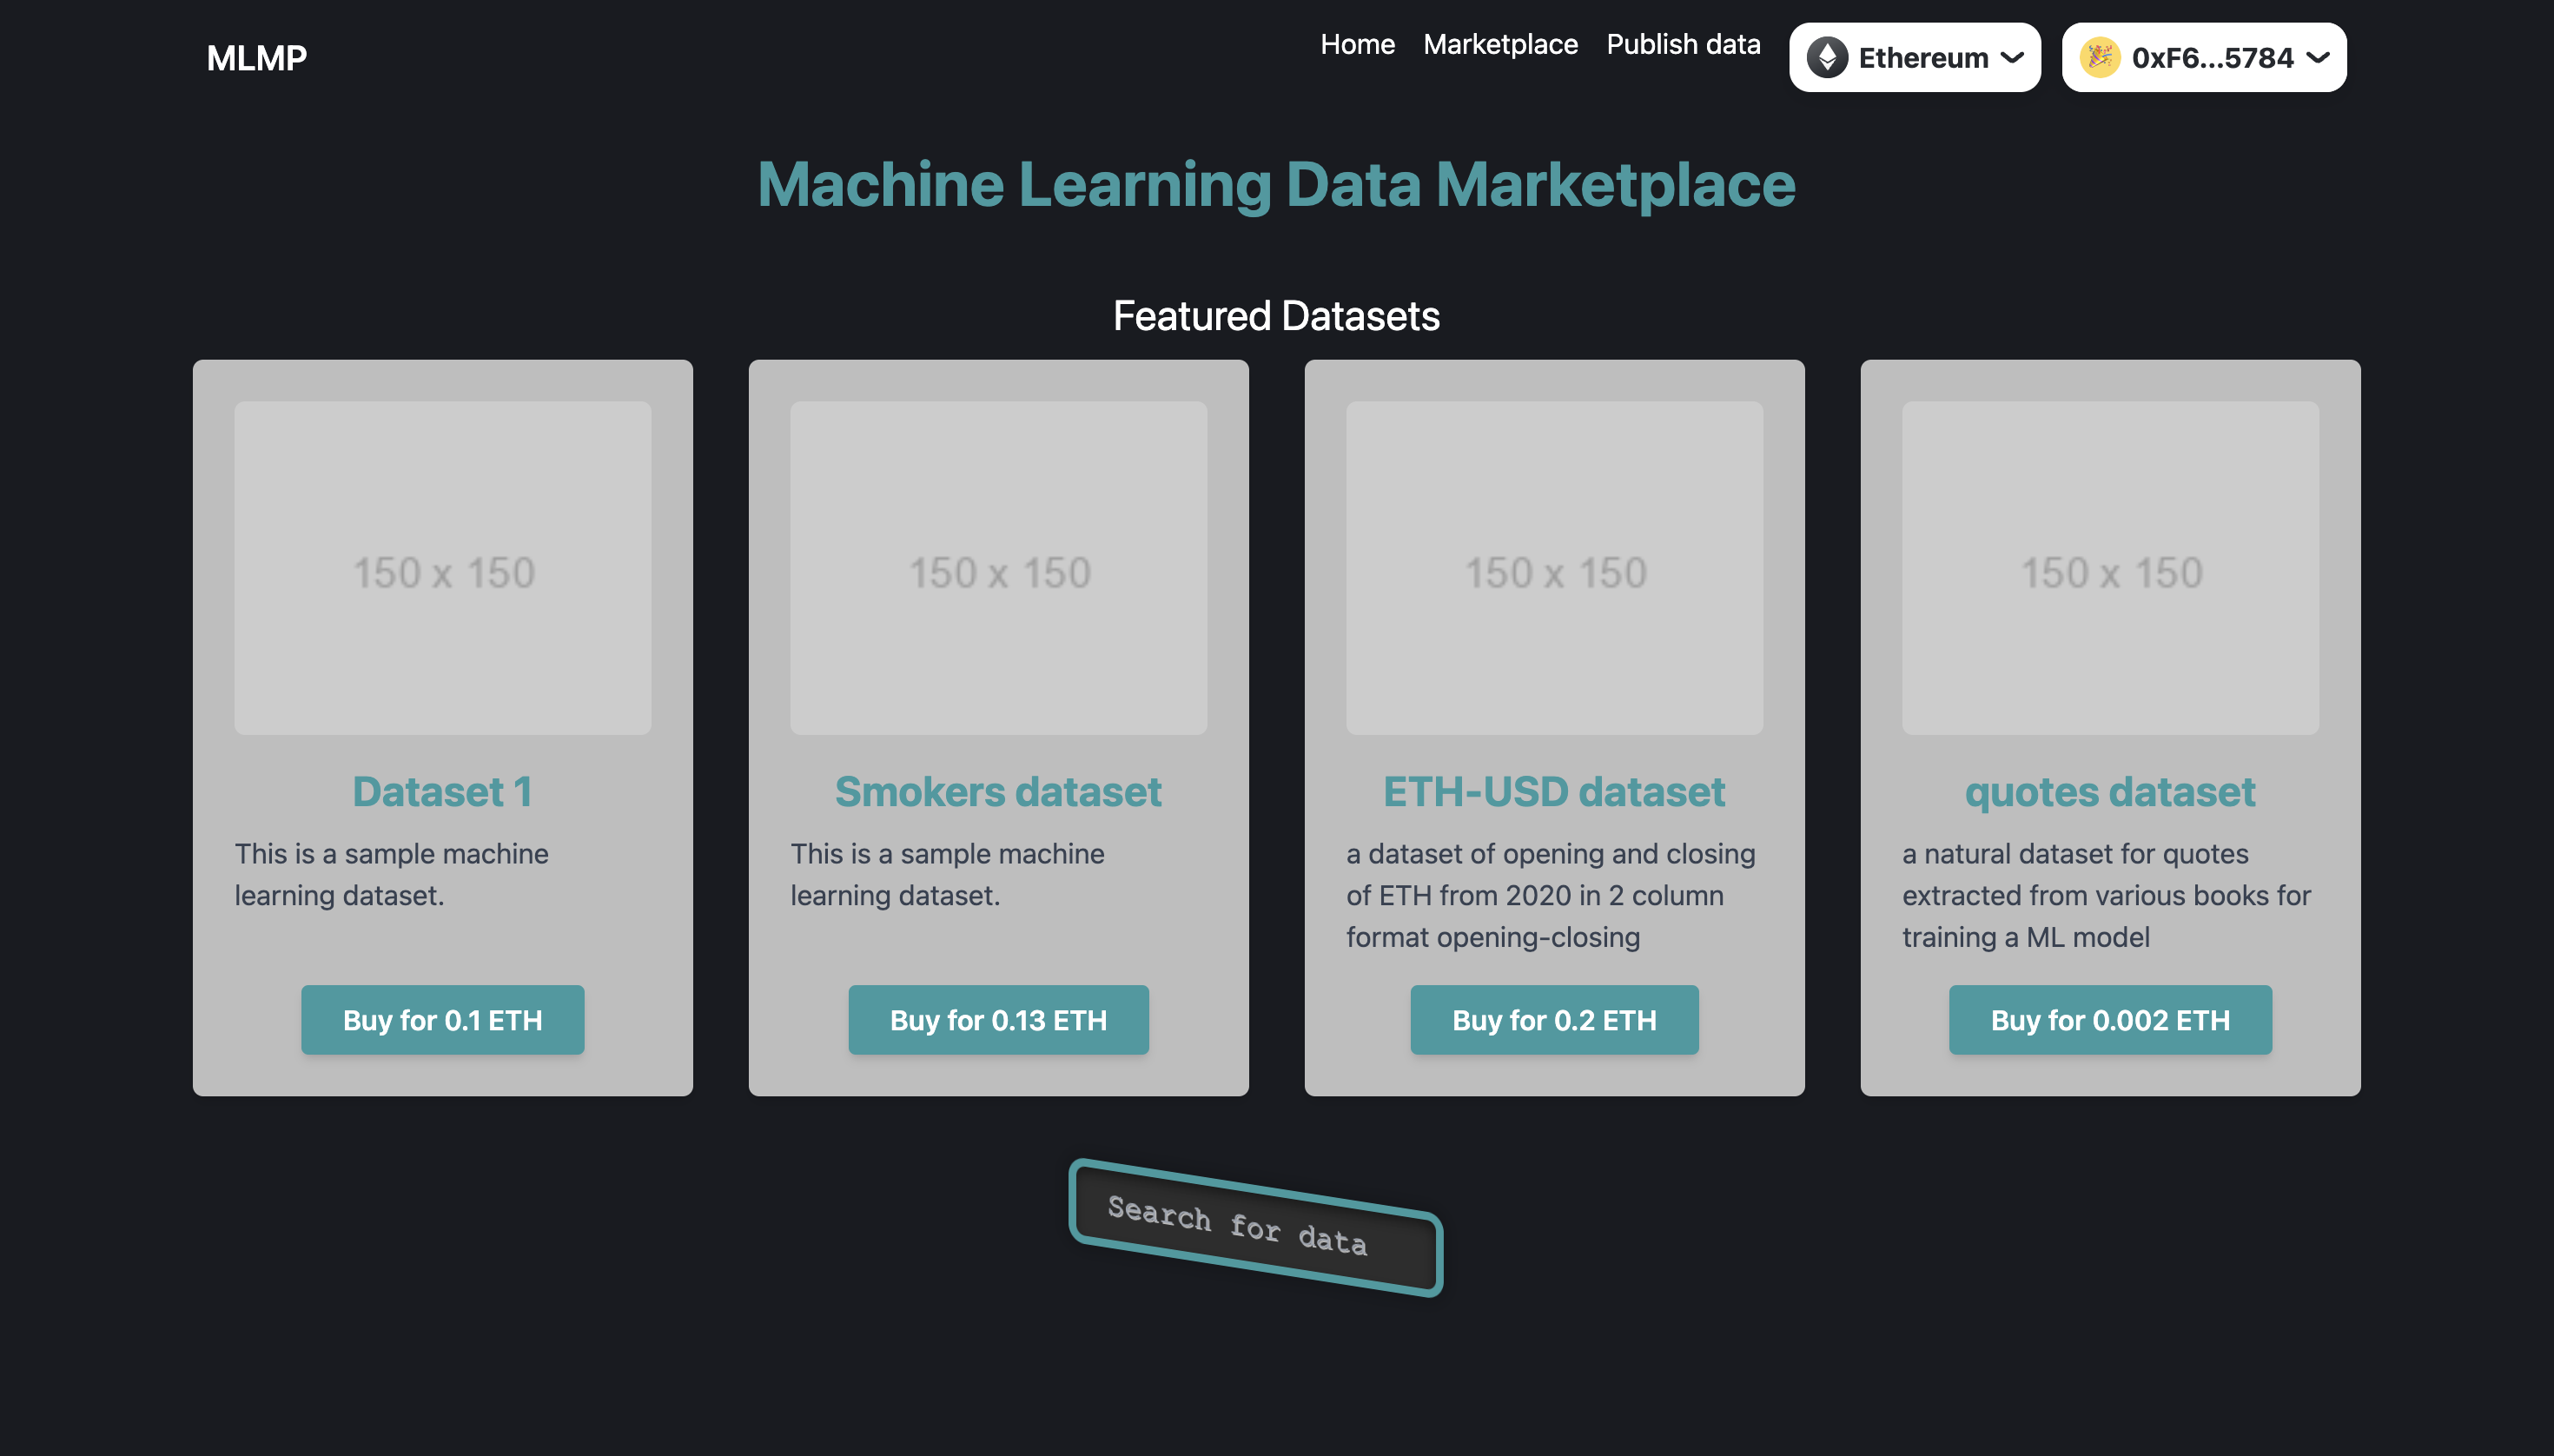 MLMP
Home
Marketplace
Publish data
Ethereum
0xF6...5784
Machine Learning Data Marketplace
Featured Datasets
150 x 150
Dataset 1
This is a sample machine
learning dataset.
Buy for 0.1 ETH
150 x 150
Smokers dataset
This is a sample machine
learning dataset.
Buy for 0.13 ETH
150 x 150
ETH-USD dataset
a dataset of opening and closing
of ETH from 2020 in 2 column
format opening-closing
Buy for 0.2 ETH
150 x 150
quotes dataset
a natural dataset for quotes
extracted from various books for
training a ML model
Buy for 0.002 ETH
Search for data